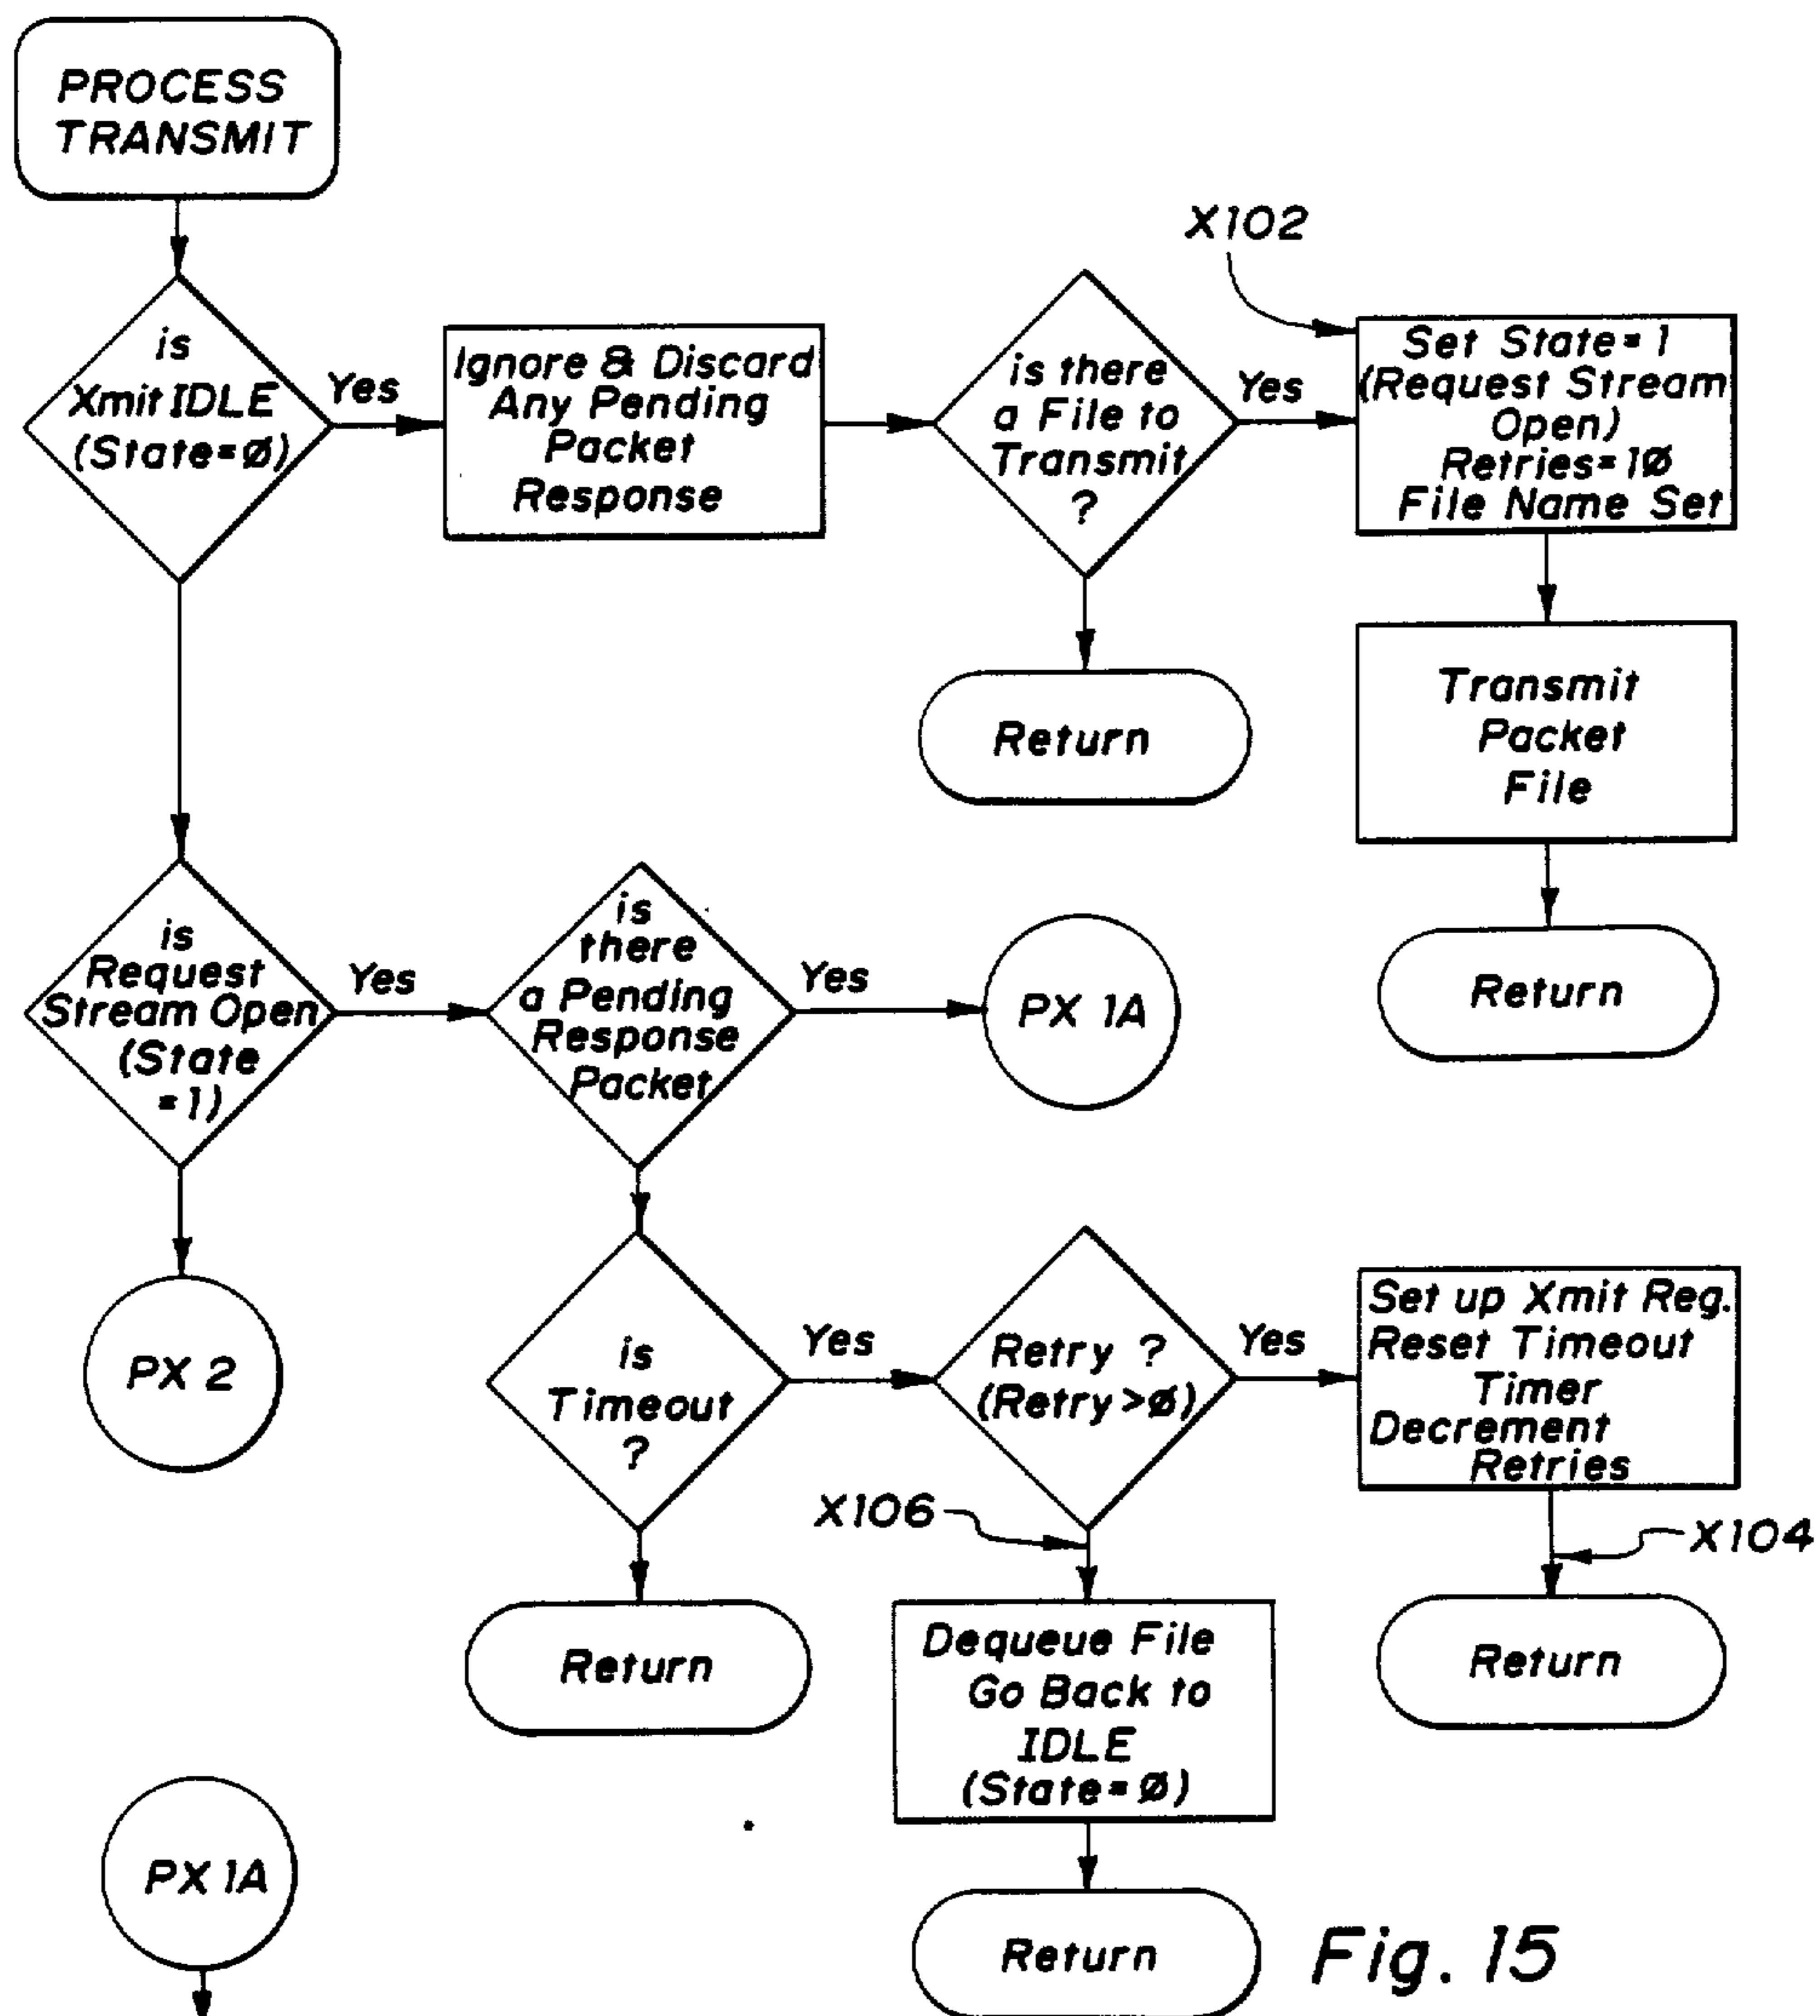 PROCESS
TRANSMIT
X102
is
Xmit IDLE
(State=Ø)
Yes
Ignore & Discard
Any Pending
Packet
Response
is there
a File to
Transmit
?
Yes
Set State=1
(Request Stream
Open)
Retries=1Ø
File Name Set
Return
Transmit
Packet
File
Return
is
Request
Stream Open
(State
=1)
Yes
is
there
a Pending
Response
Packet
Yes
PX 1A
PX 2
is
Timeout
?
Yes
Retry ?
(Retry>Ø)
Yes
Set up Xmit Reg.
Reset Timeout
Timer
Decrement
Retries
X106
X104
Return
Dequeue File
Go Back to
IDLE
(State=Ø)
Return
PX 1A
Return
Fig. 15